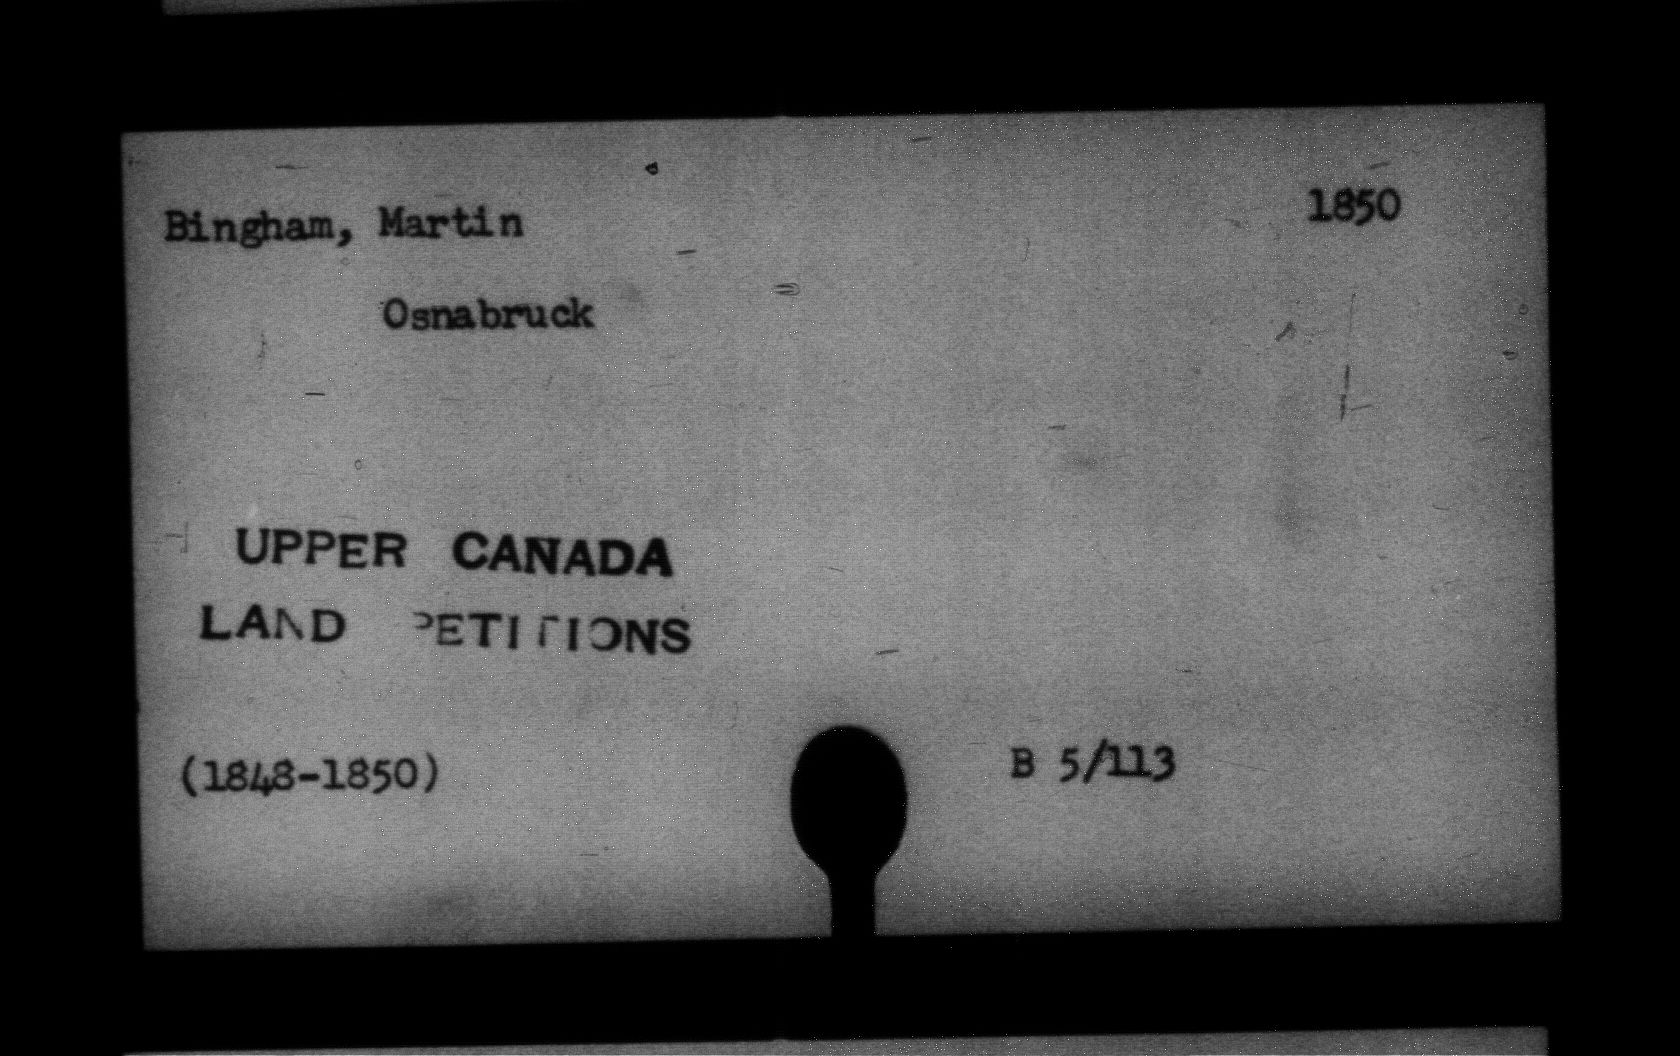 Bingham, Martin 1850
Osnabruck
UPPER CANADA
LAND PETITIONS
(1848-1850) B 5/113